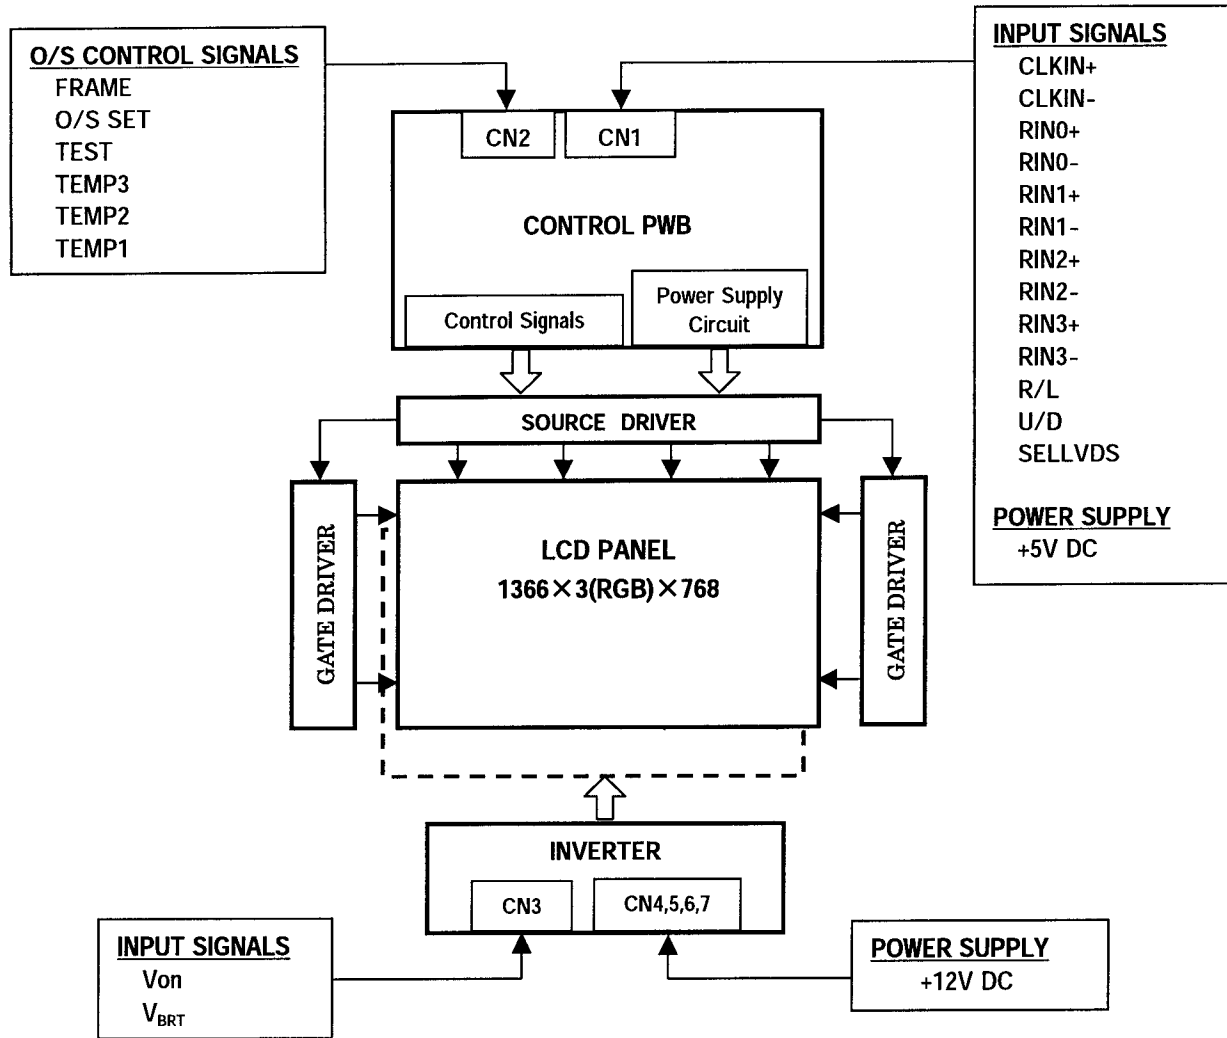 O/S CONTROL SIGNALS
FRAME
O/S SET
TEST
TEMP3
TEMP2
TEMP1
INPUT SIGNALS
CLKIN+
CLKIN-
RIN0+
RIN0-
RIN1+
RIN1-
RIN2+
RIN2-
RIN3+
RIN3-
R/L
U/D
SELLVDS
POWER SUPPLY
+5V DC
CN2
CN1
CONTROL PWB
Control Signals
Power Supply
Circuit
SOURCE DRIVER
GATE DRIVER
LCD PANEL
1366×3(RGB)×768
GATE DRIVER
INVERTER
CN3
CN4,5,6,7
INPUT SIGNALS
Von
VBRT
POWER SUPPLY
+12V DC